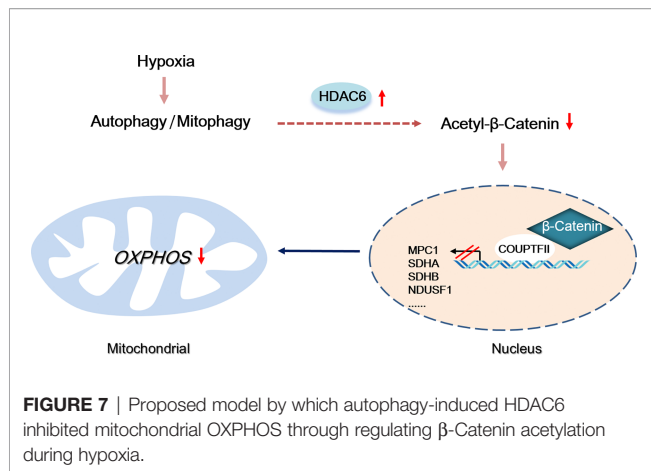 Hypoxia
HDAC6
Autophagy/Mitophagy
Acetyl-β-Catenin
β-Catenin
COUPTFII
MPC1
SDHA
SDHB
NDUSF1
......
OXPHOS
Mitochondrial
Nucleus
FIGURE 7 | Proposed model by which autophagy-induced HDAC6
inhibited mitochondrial OXPHOS through regulating β-Catenin acetylation
during hypoxia.